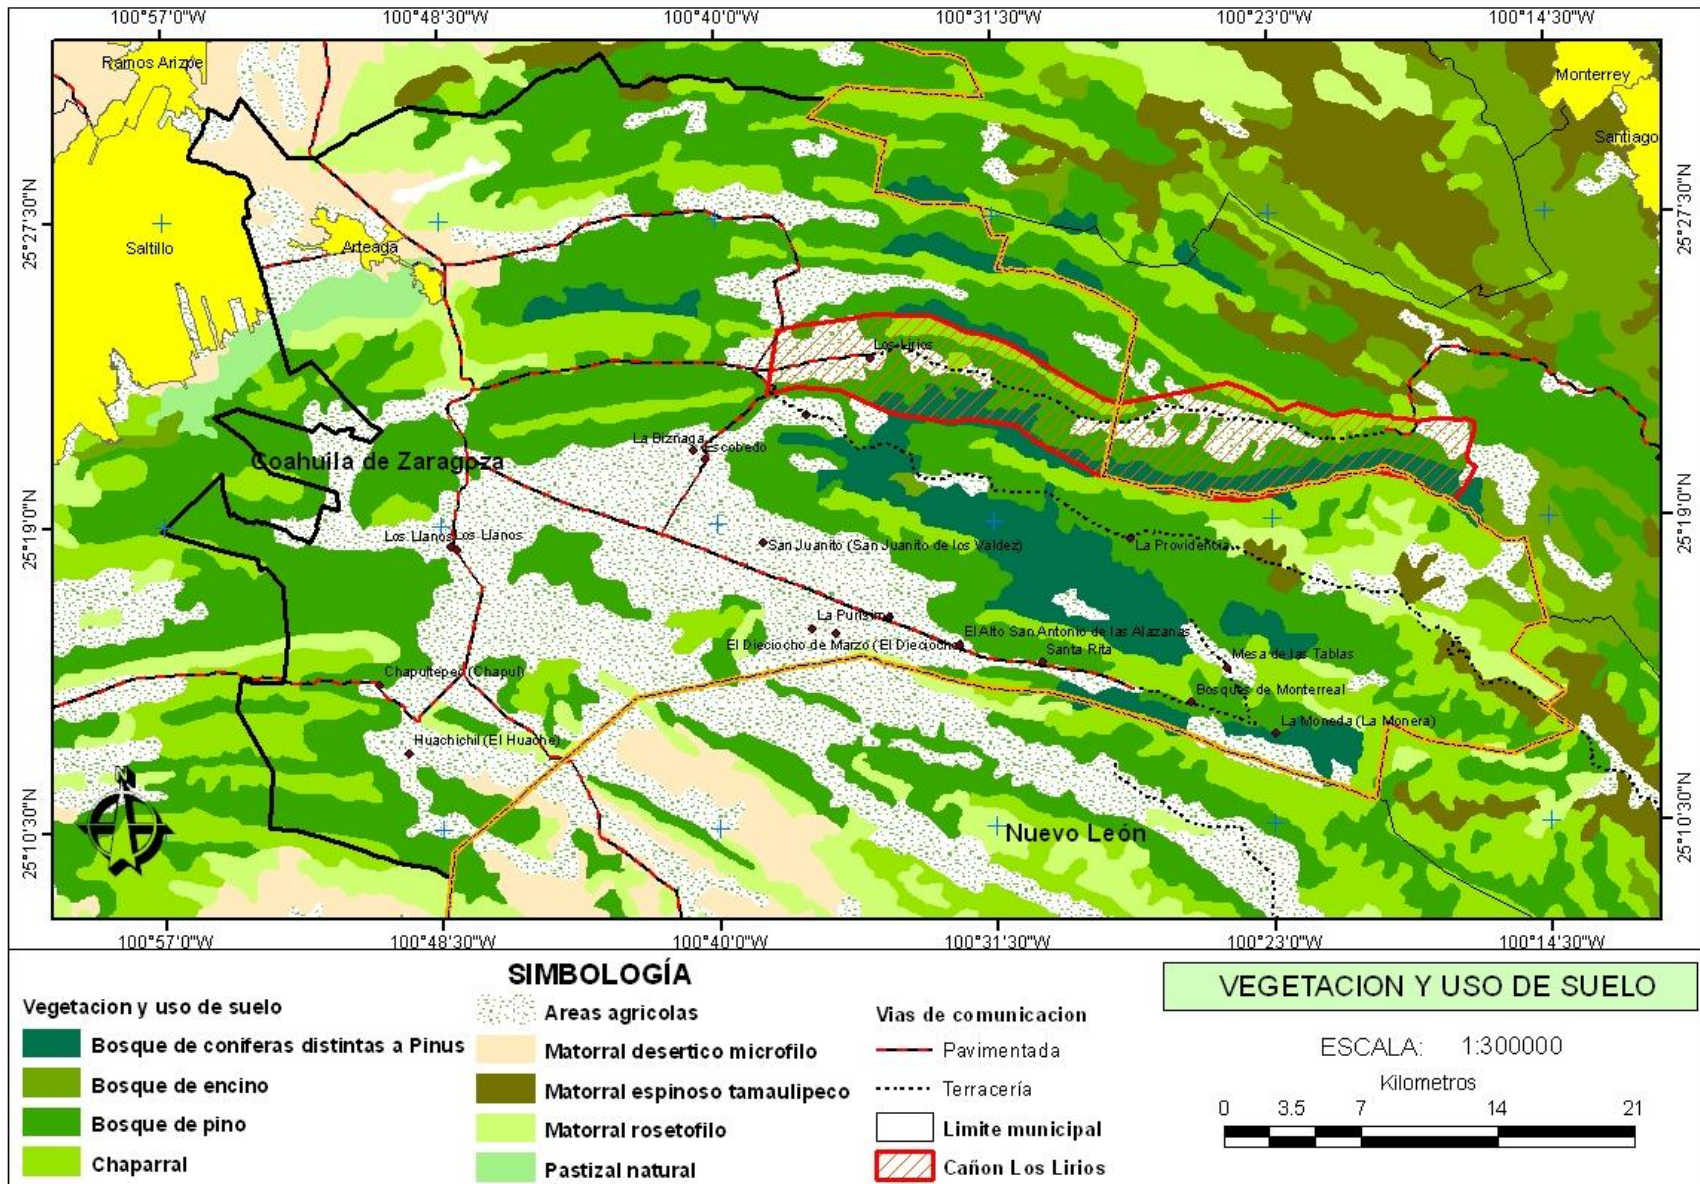 100°57'0"W
100°48'30"W
100°40'0"W
100°31'30"W
100°23'0"W
100°14'30"W
Ramos Arizpe
Monterrey
Santiago
25°27'30"N
25°27'30"N
Saltillo
Arteaga
Los Lirios
La Biznaga
Escobedo
Coahuila de Zaragoza
25°19'0"N
25°19'0"N
Los Llanos
Los Llanos
San Juanito (San Juanito de los Valdez)
La Providencia
La Purísima
El Alto San Antonio de las Alazanas
El Dieciocho de Marzo (El Dieciocho)
Santa Rita
Mesa de las Tablas
Chapultepec (Chapul)
Bosques de Monterreal
La Moneda (La Monera)
Huachichil (El Huache)
N
25°10'30"N
Nuevo León
25°10'30"N
100°57'0"W
100°48'30"W
100°40'0"W
100°31'30"W
100°23'0"W
100°14'30"W
SIMBOLOGÍA
Vegetacion y uso de suelo
Bosque de coniferas distintas a Pinus
Bosque de encino
Bosque de pino
Chaparral
Areas agricolas
Matorral desertico microfilo
Matorral espinoso tamaulipeco
Matorral rosetofilo
Pastizal natural
Vias de comunicacion
Pavimentada
Terracería
Limite municipal
Cañon Los Lirios
VEGETACION Y USO DE SUELO
ESCALA: 1:300000
Kilometros
0 3.5 7 14 21